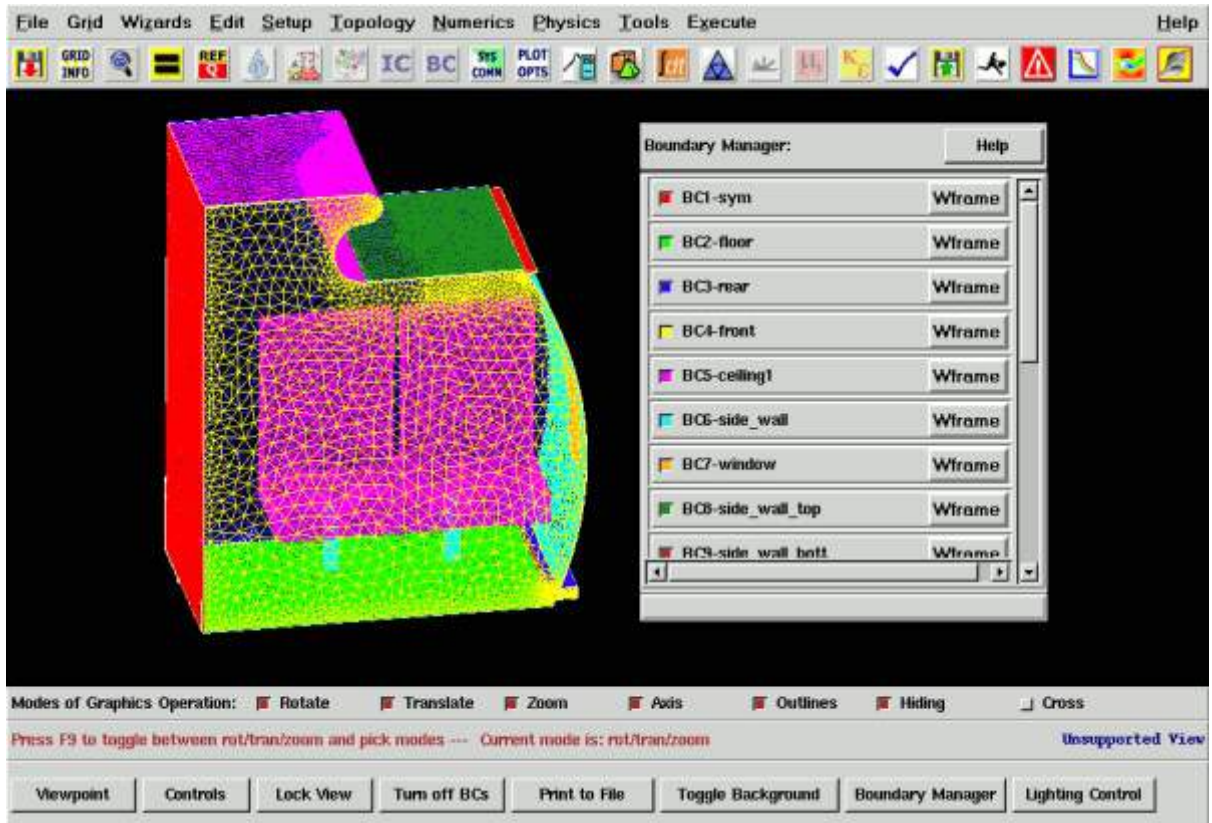 File Grid Wizards Edit Setup Topology Numerics Physics Tools Execute Help
GRID INFO REF Q IC BC SYS COMM PLOT OPTS
Boundary Manager: Help
BC1-sym Wframe
BC2-floor Wframe
BC3-rear Wframe
BC4-front Wframe
BC5-ceiling1 Wframe
BC6-side_wall Wframe
BC7-window Wframe
BC8-side_wall_top Wframe
BC9-side_wall_bott Wframe
Modes of Graphics Operation: Rotate Translate Zoom Axis Outlines Hiding Cross
Press F9 to toggle between rot/tran/zoom and pick modes --- Current mode is: rot/tran/zoom Unsupported View
Viewpoint Controls Lock View Turn off BCs Print to File Toggle Background Boundary Manager Lighting Control